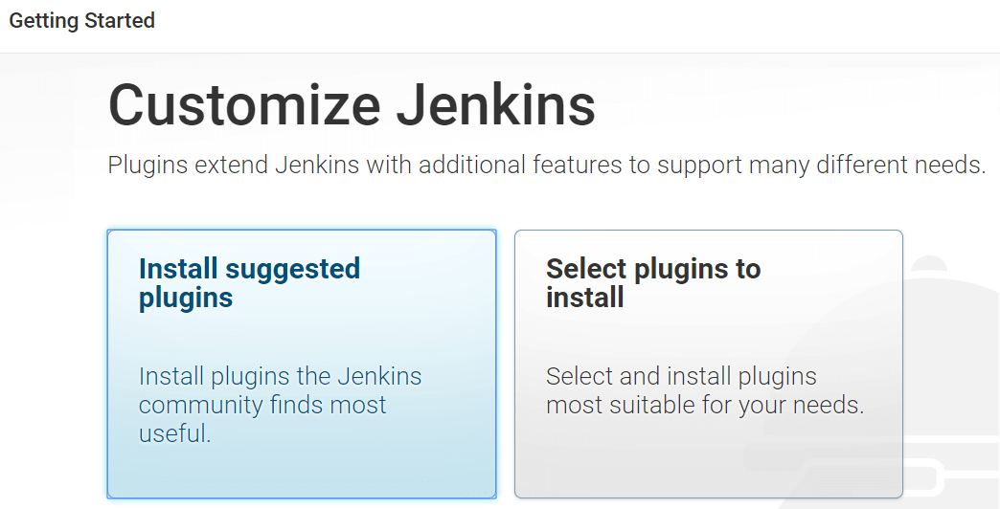 Getting Started
Customize Jenkins
Plugins extend Jenkins with additional features to support many different needs.
Install suggested
plugins
Install plugins the Jenkins
community finds most
useful.
Select plugins to
install
Select and install plugins
most suitable for your needs.